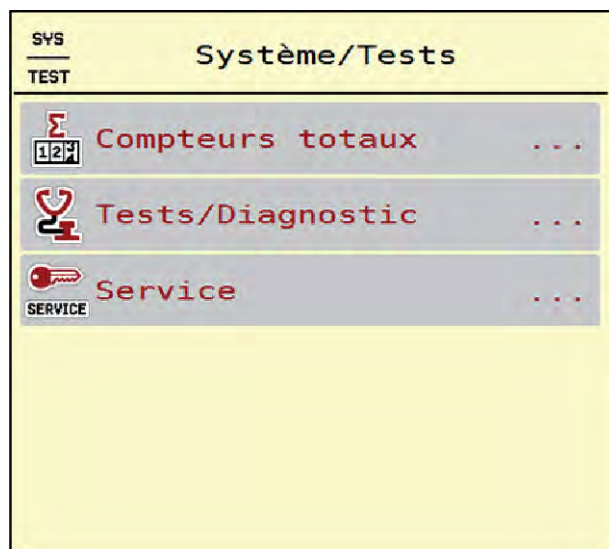 SYS
TEST
Système/Tests
Compteurs totaux ...
Tests/Diagnostic ...
SERVICE
Service ...